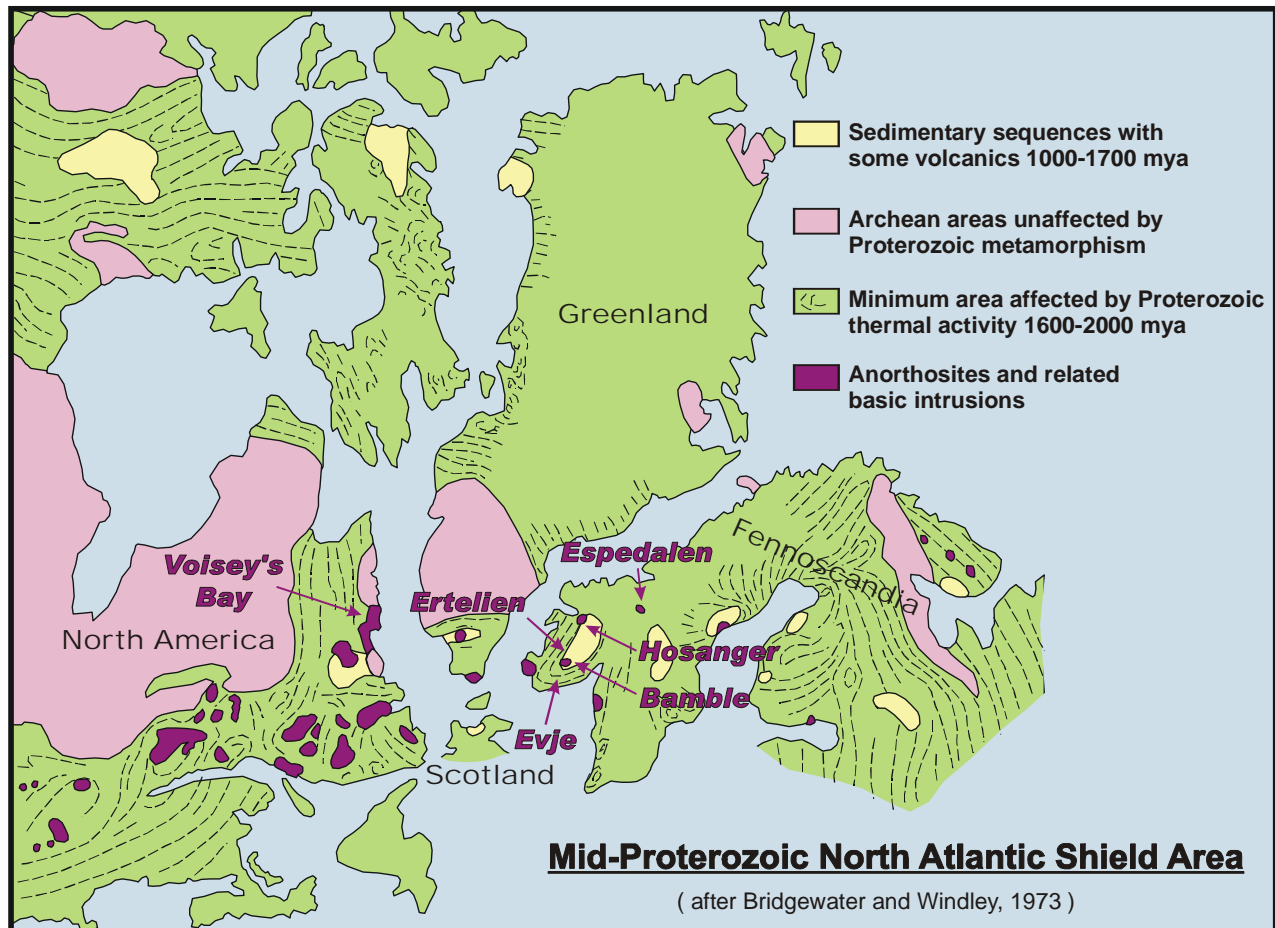 Sedimentary sequences with
some volcanics 1000-1700 mya
Archean areas unaffected by
Proterozoic metamorphism
Minimum area affected by Proterozoic
thermal activity 1600-2000 mya
Anorthosites and related
basic intrusions
Greenland
Fennoscandia
Espedalen
Voisey's
Bay
Ertelien
North America
Hosanger
Bamble
Evje
Scotland
Mid-Proterozoic North Atlantic Shield Area
( after Bridgewater and Windley, 1973 )